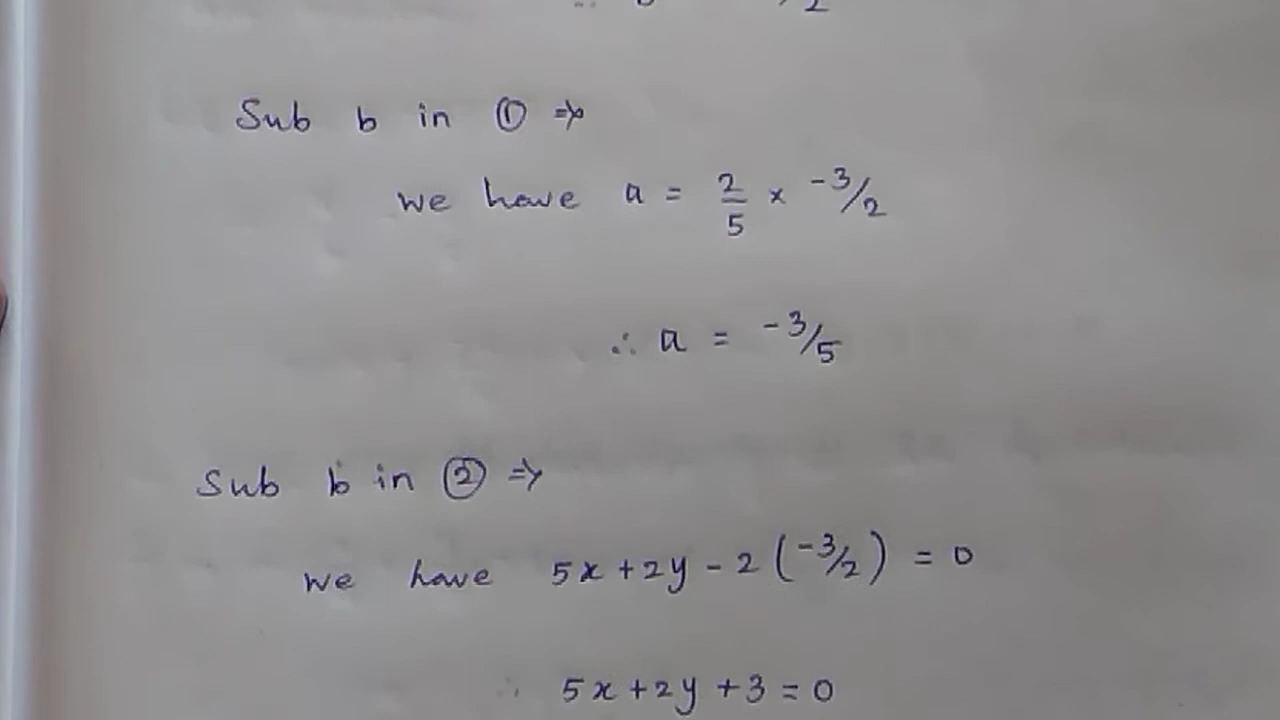 Sub b in ① ⇒
we have a = 2/5 × -3/2
∴ a = -3/5
Sub b in ② ⇒
we have 5x + 2y - 2 (-3/2) = 0
∴ 5x + 2y + 3 = 0